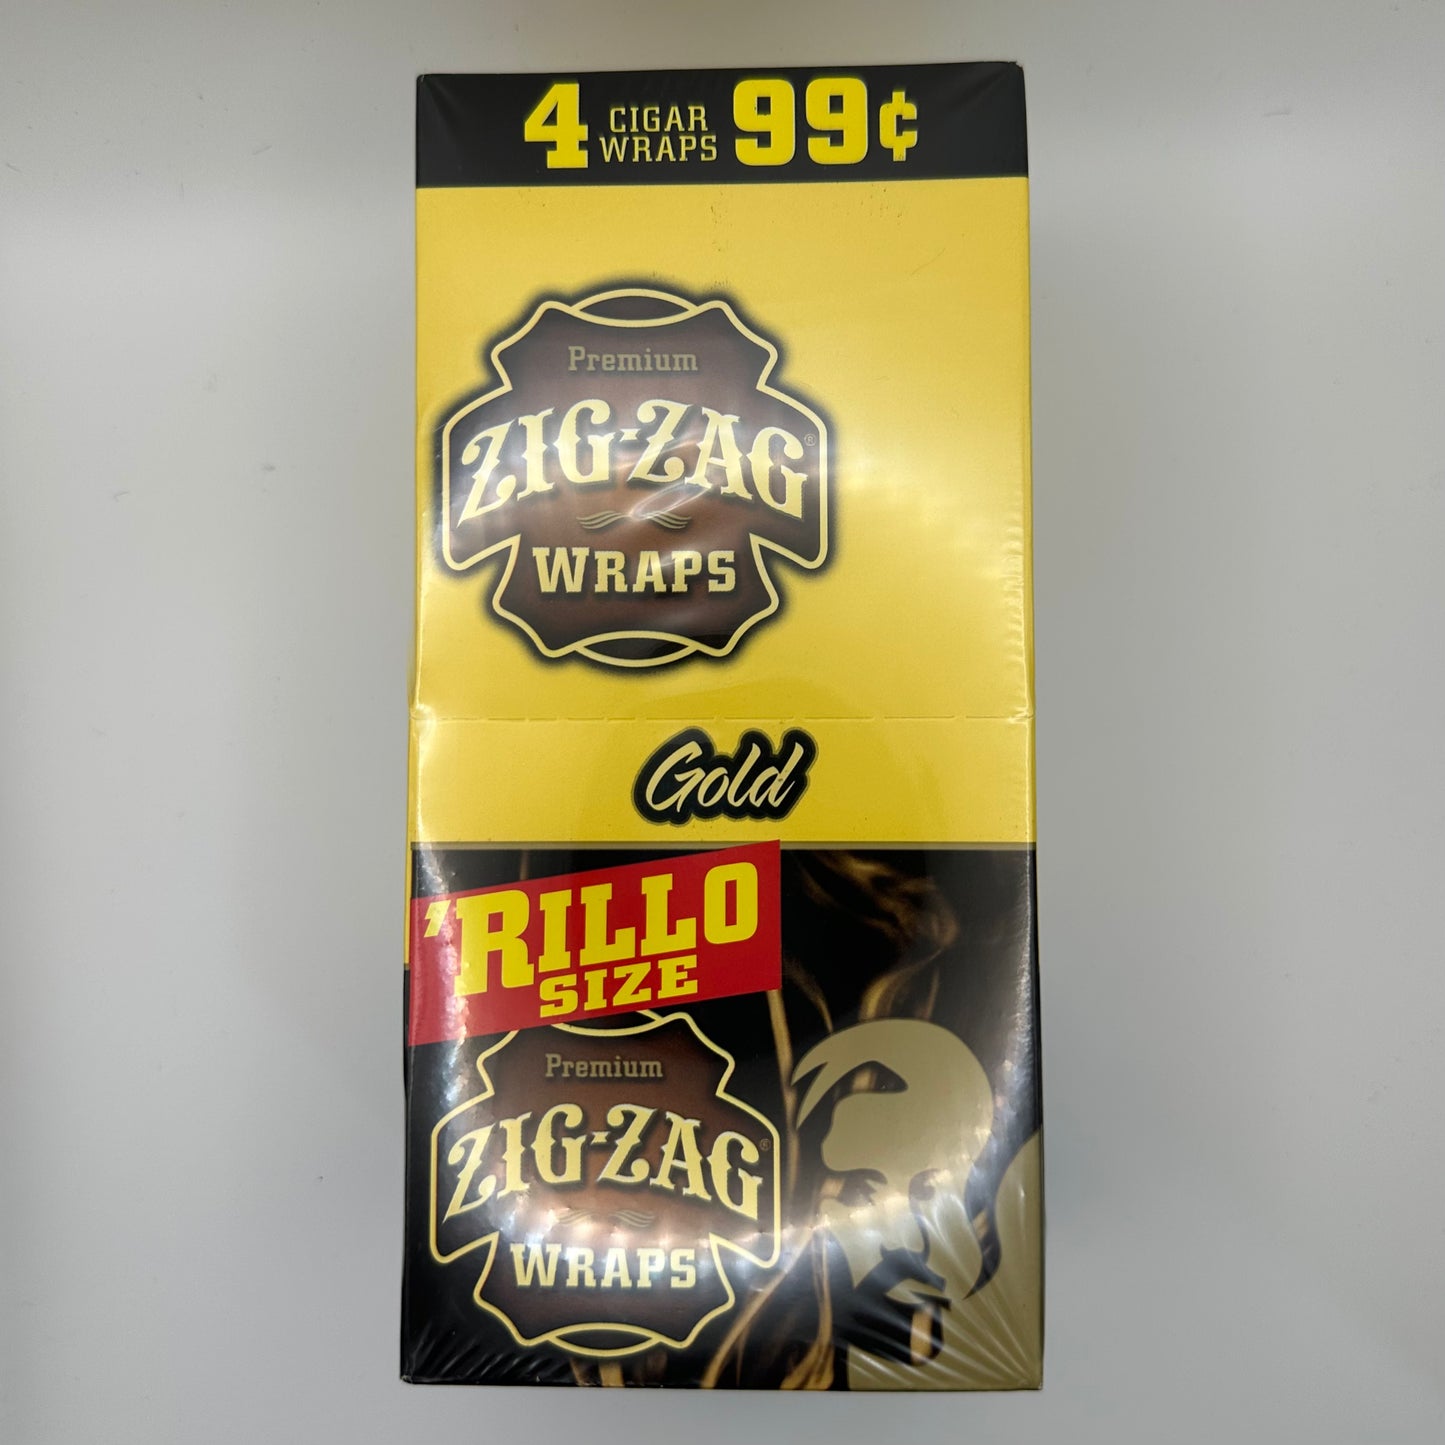 4 CIGAR WRAPS 99¢
Premium
ZIG-ZAG®
WRAPS
Gold
'RILLO
SIZE
Premium
ZIG-ZAG®
WRAPS